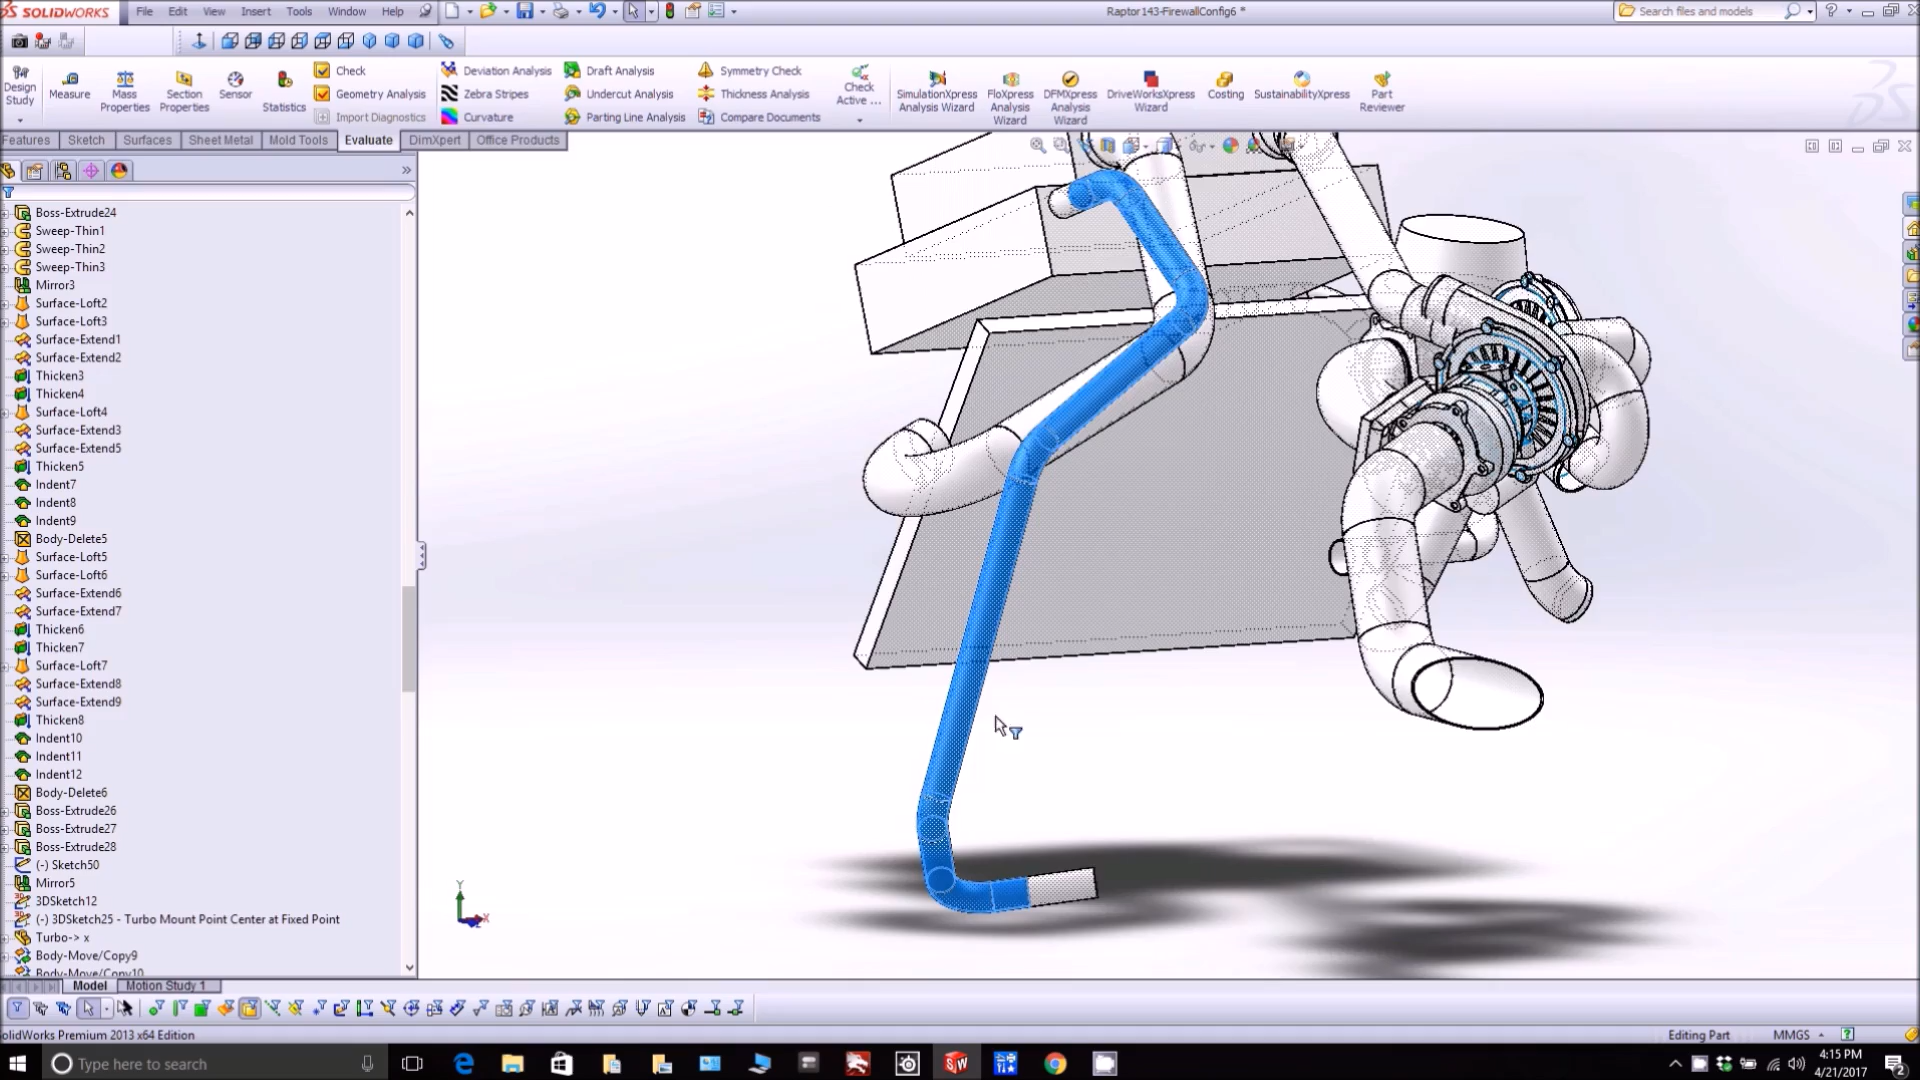 SOLIDWORKS
File Edit View Insert Tools Window Help
Raptor143-FirewallConfig6 *
Search files and models
Design Study
Measure
Mass Properties
Section Properties
Sensor
Statistics
Check
Geometry Analysis
Import Diagnostics
Deviation Analysis
Zebra Stripes
Curvature
Draft Analysis
Undercut Analysis
Parting Line Analysis
Symmetry Check
Thickness Analysis
Compare Documents
Check Active ...
SimulationXpress Analysis Wizard
FloXpress Analysis Wizard
DFMXpress Analysis Wizard
DriveWorksXpress Wizard
Costing
SustainabilityXpress
Part Reviewer
Features Sketch Surfaces Sheet Metal Mold Tools Evaluate DimXpert Office Products
Boss-Extrude24
Sweep-Thin1
Sweep-Thin2
Sweep-Thin3
Mirror3
Surface-Loft2
Surface-Loft3
Surface-Extend1
Surface-Extend2
Thicken3
Thicken4
Surface-Loft4
Surface-Extend3
Surface-Extend5
Thicken5
Indent7
Indent8
Indent9
Body-Delete5
Surface-Loft5
Surface-Loft6
Surface-Extend6
Surface-Extend7
Thicken6
Thicken7
Surface-Loft7
Surface-Extend8
Surface-Extend9
Thicken8
Indent10
Indent11
Indent12
Body-Delete6
Boss-Extrude26
Boss-Extrude27
Boss-Extrude28
(-) Sketch50
Mirror5
3DSketch12
(-) 3DSketch25 - Turbo Mount Point Center at Fixed Point
Turbo-> x
Body-Move/Copy9
Body-Move/Copy10
Y
X
Z
Model Motion Study 1
olidWorks Premium 2013 x64 Edition
Editing Part
MMGS
Type here to search
4:15 PM
4/21/2017
2